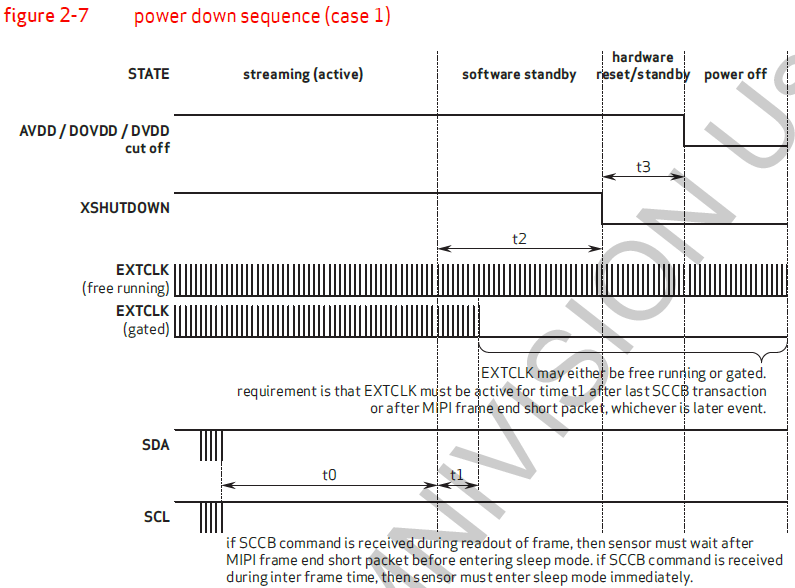 figure 2-7 power down sequence (case 1)
STATE streaming (active) software standby hardware reset/standby power off
AVDD / DOVDD / DVDD
cut off
t3
XSHUTDOWN
t2
EXTCLK
(free running)
EXTCLK
(gated)
EXTCLK may either be free running or gated.
requirement is that EXTCLK must be active for time t1 after last SCCB transaction
or after MIPI frame end short packet, whichever is later event.
SDA
t0 t1
SCL
if SCCB command is received during readout of frame, then sensor must wait after
MIPI frame end short packet before entering sleep mode. if SCCB command is received
during inter frame time, then sensor must enter sleep mode immediately.
MNIVISION Us